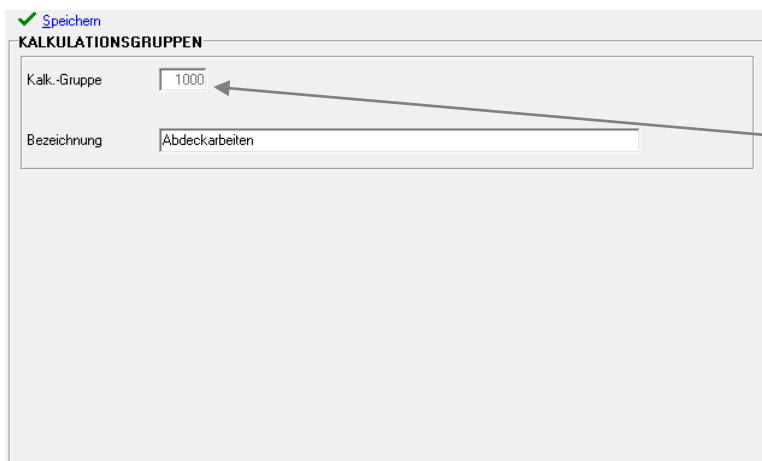 Speichern
KALKULATIONSGRUPPEN
Kalk.-Gruppe 1000
Bezeichnung Abdeckarbeiten